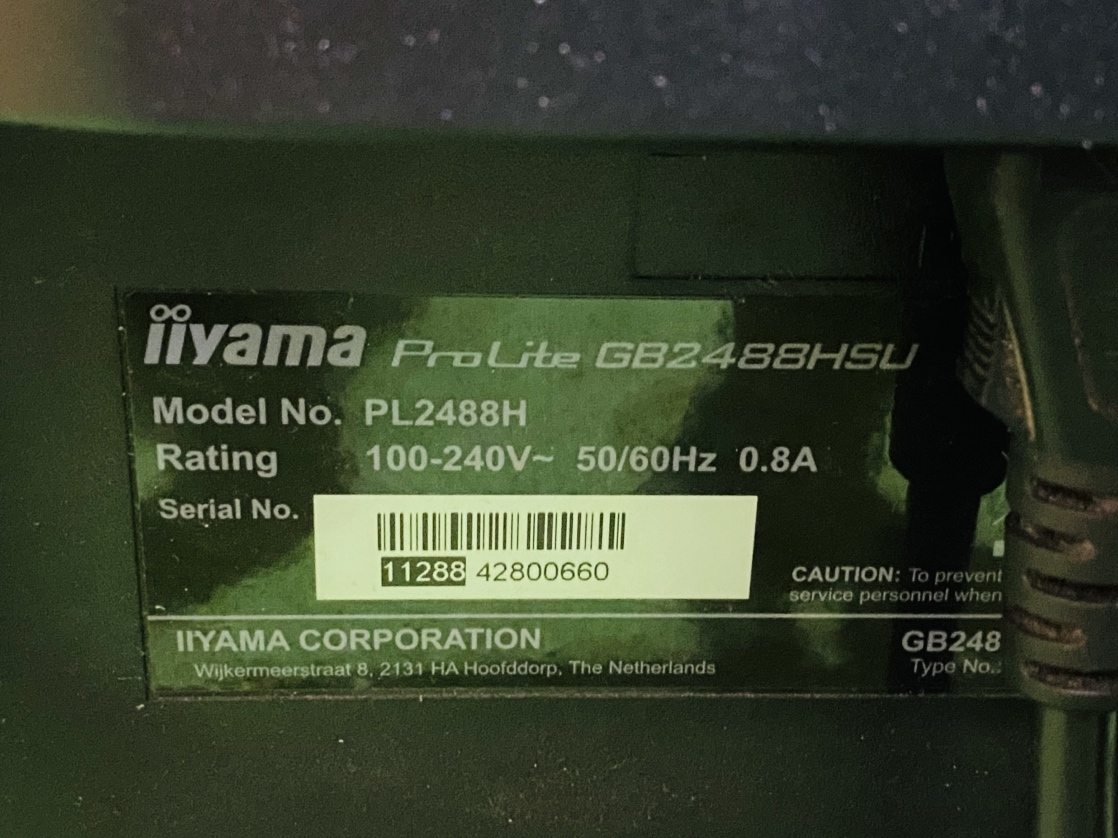 iiyama ProLite GB2488HSU
Model No. PL2488H
Rating 100-240V~ 50/60Hz 0.8A
Serial No.
11288 42800660
CAUTION: To prevent
service personnel when
IIYAMA CORPORATION
Wijkermeerstraat 8, 2131 HA Hoofddorp, The Netherlands
GB248
Type No.: